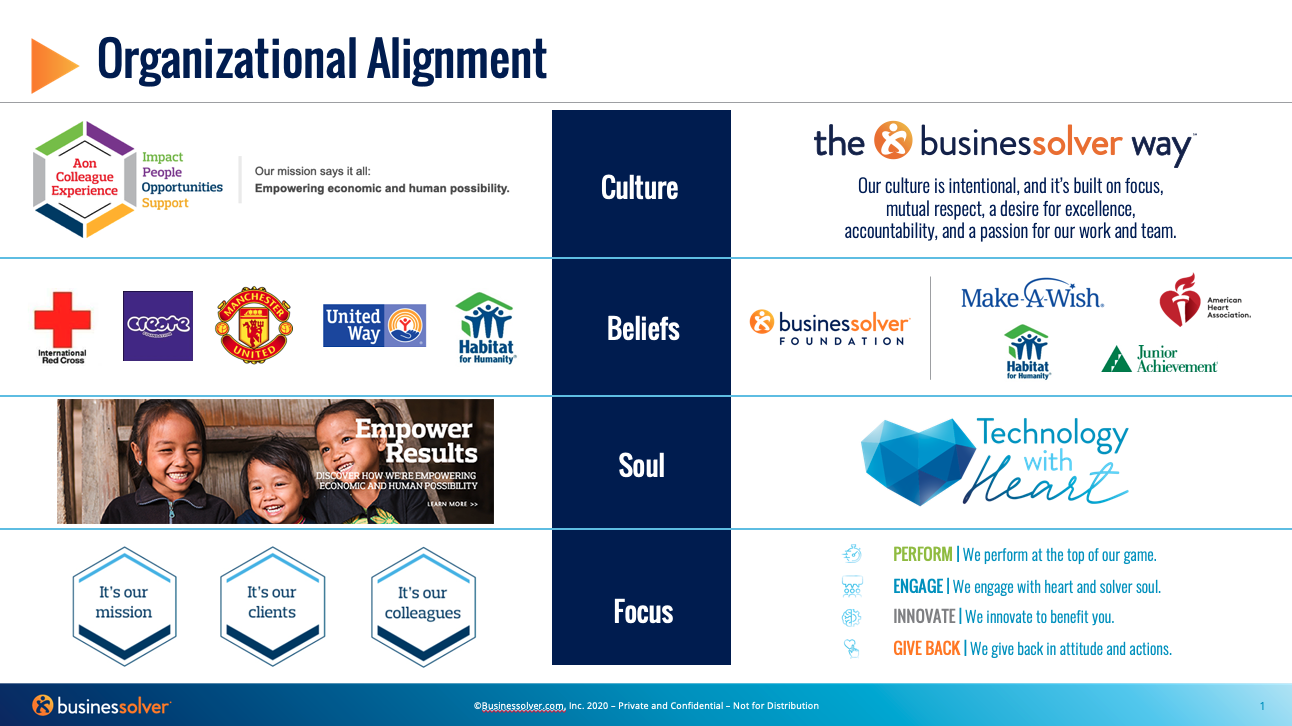 Organizational Alignment
Aon
Colleague
Experience
Impact
People
Opportunities
Support
Our mission says it all:
Empowering economic and human possibility.
Culture
the businessolver way™
Our culture is intentional, and it's built on focus,
mutual respect, a desire for excellence,
accountability, and a passion for our work and team.
International
Red Cross
create
FOUNDATION
MANCHESTER
UNITED
United
Way
Habitat
for Humanity®
Beliefs
businessolver
FOUNDATION
Make-A-Wish®
American
Heart
Association®
Habitat
for Humanity®
Junior
Achievement®
Empower
Results
DISCOVER HOW WE'RE EMPOWERING
ECONOMIC AND HUMAN POSSIBILITY
LEARN MORE >>
Soul
Technology
with
Heart
It's our
mission
It's our
clients
It's our
colleagues
Focus
PERFORM | We perform at the top of our game.
ENGAGE | We engage with heart and solver soul.
INNOVATE | We innovate to benefit you.
GIVE BACK | We give back in attitude and actions.
businessolver
©Businessolver.com, Inc. 2020 – Private and Confidential – Not for Distribution
1